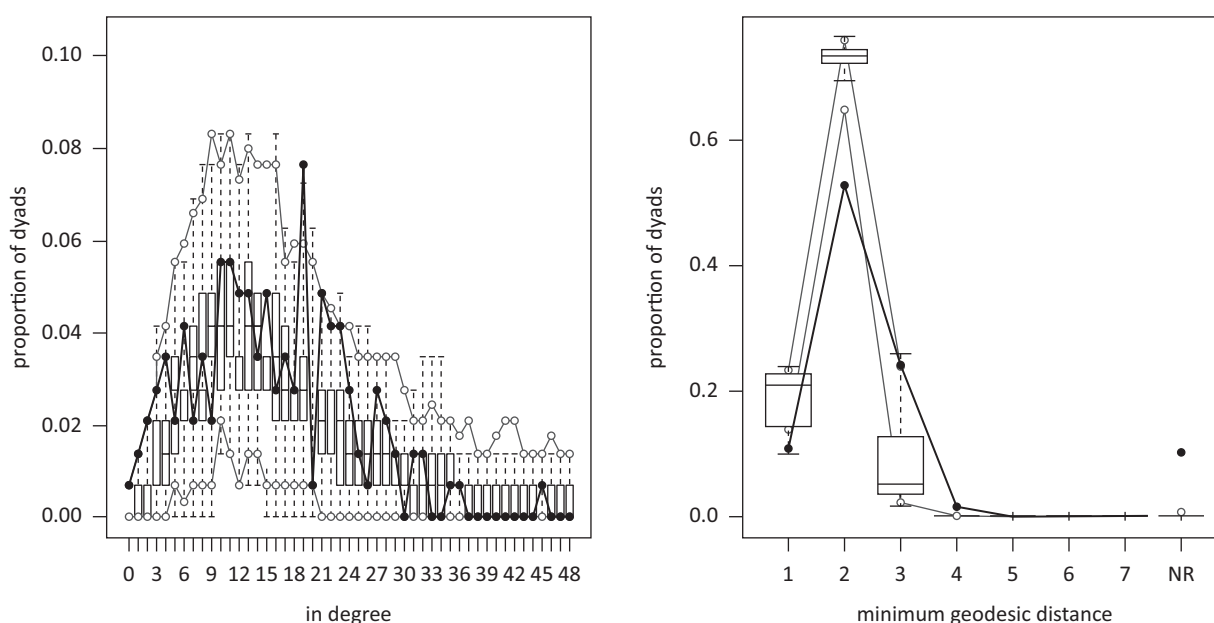 0.10
0.08
0.06
0.04
0.02
0.00
proportion of dyads
0 3 6 9 12 15 18 21 24 27 30 33 36 39 42 45 48
in degree
0.6
0.4
0.2
0.0
proportion of dyads
1 2 3 4 5 6 7 NR
minimum geodesic distance